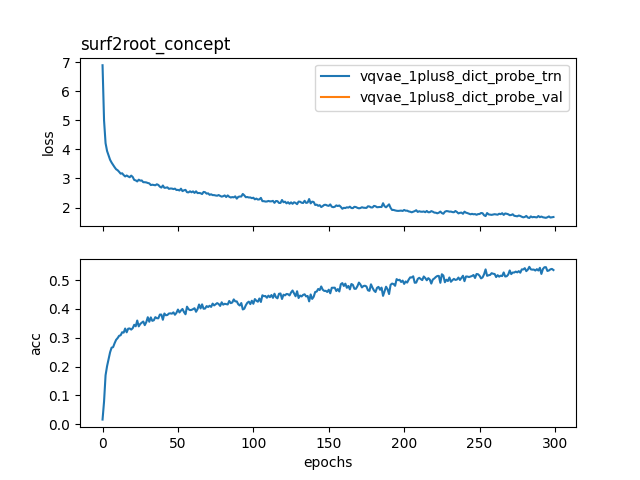 surf2root_concept
7
6
5
4
3
2
loss
vqvae_1plus8_dict_probe_trn
vqvae_1plus8_dict_probe_val
0.5
0.4
0.3
0.2
0.1
0.0
acc
0 50 100 150 200 250 300
epochs